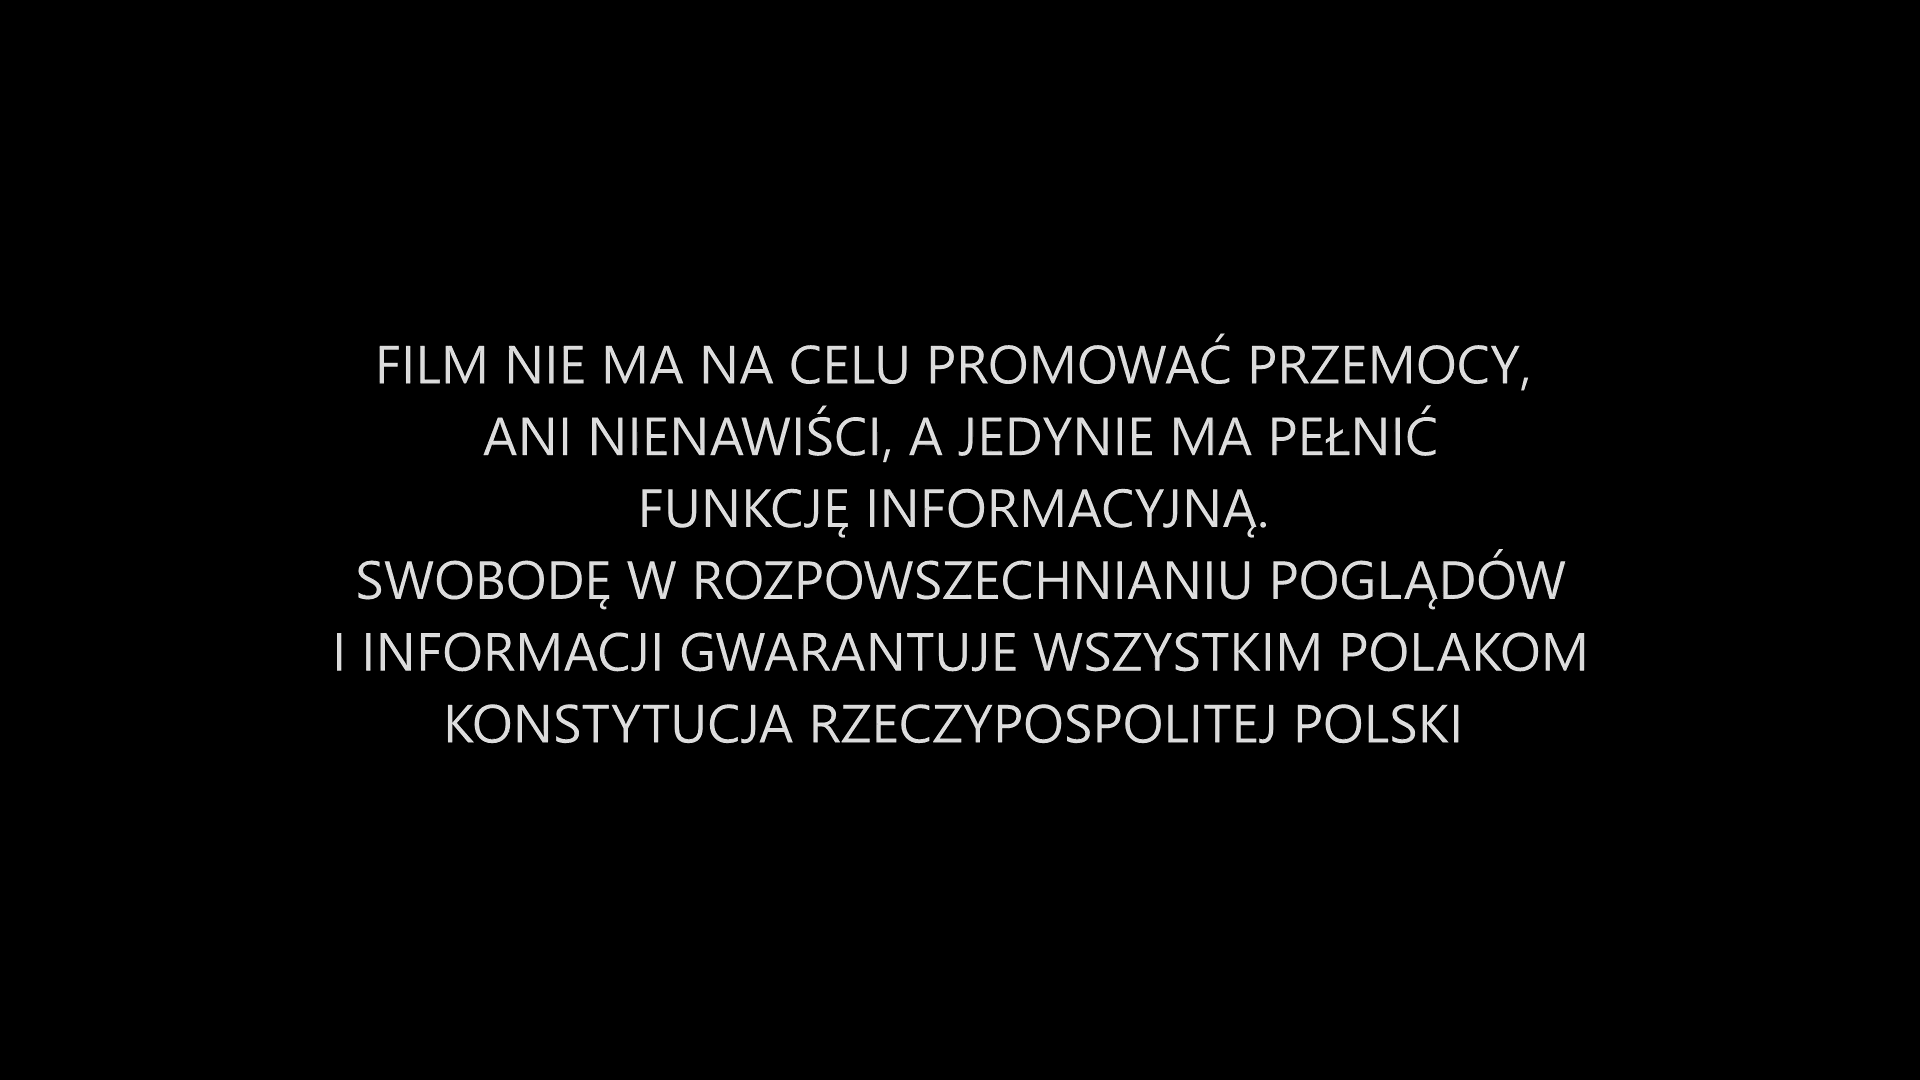 FILM NIE MA NA CELU PROMOWAĆ PRZEMOCY,
ANI NIENAWIŚCI, A JEDYNIE MA PEŁNIĆ
FUNKCJĘ INFORMACYJNĄ.
SWOBODĘ W ROZPOWSZECHNIANIU POGLĄDÓW
I INFORMACJI GWARANTUJE WSZYSTKIM POLAKOM
KONSTYTUCJA RZECZYPOSPOLITEJ POLSKI